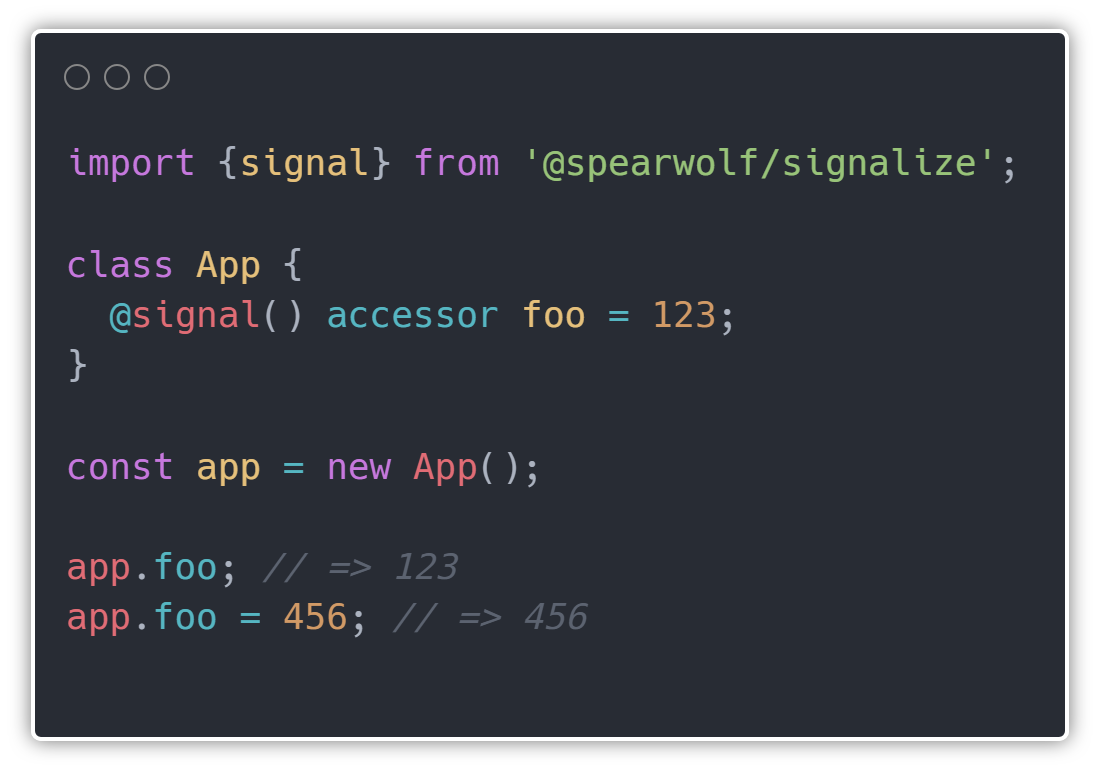 import {signal} from '@spearwolf/signalize';
class App {
  @signal() accessor foo = 123;
}
const app = new App();
app.foo; // => 123
app.foo = 456; // => 456